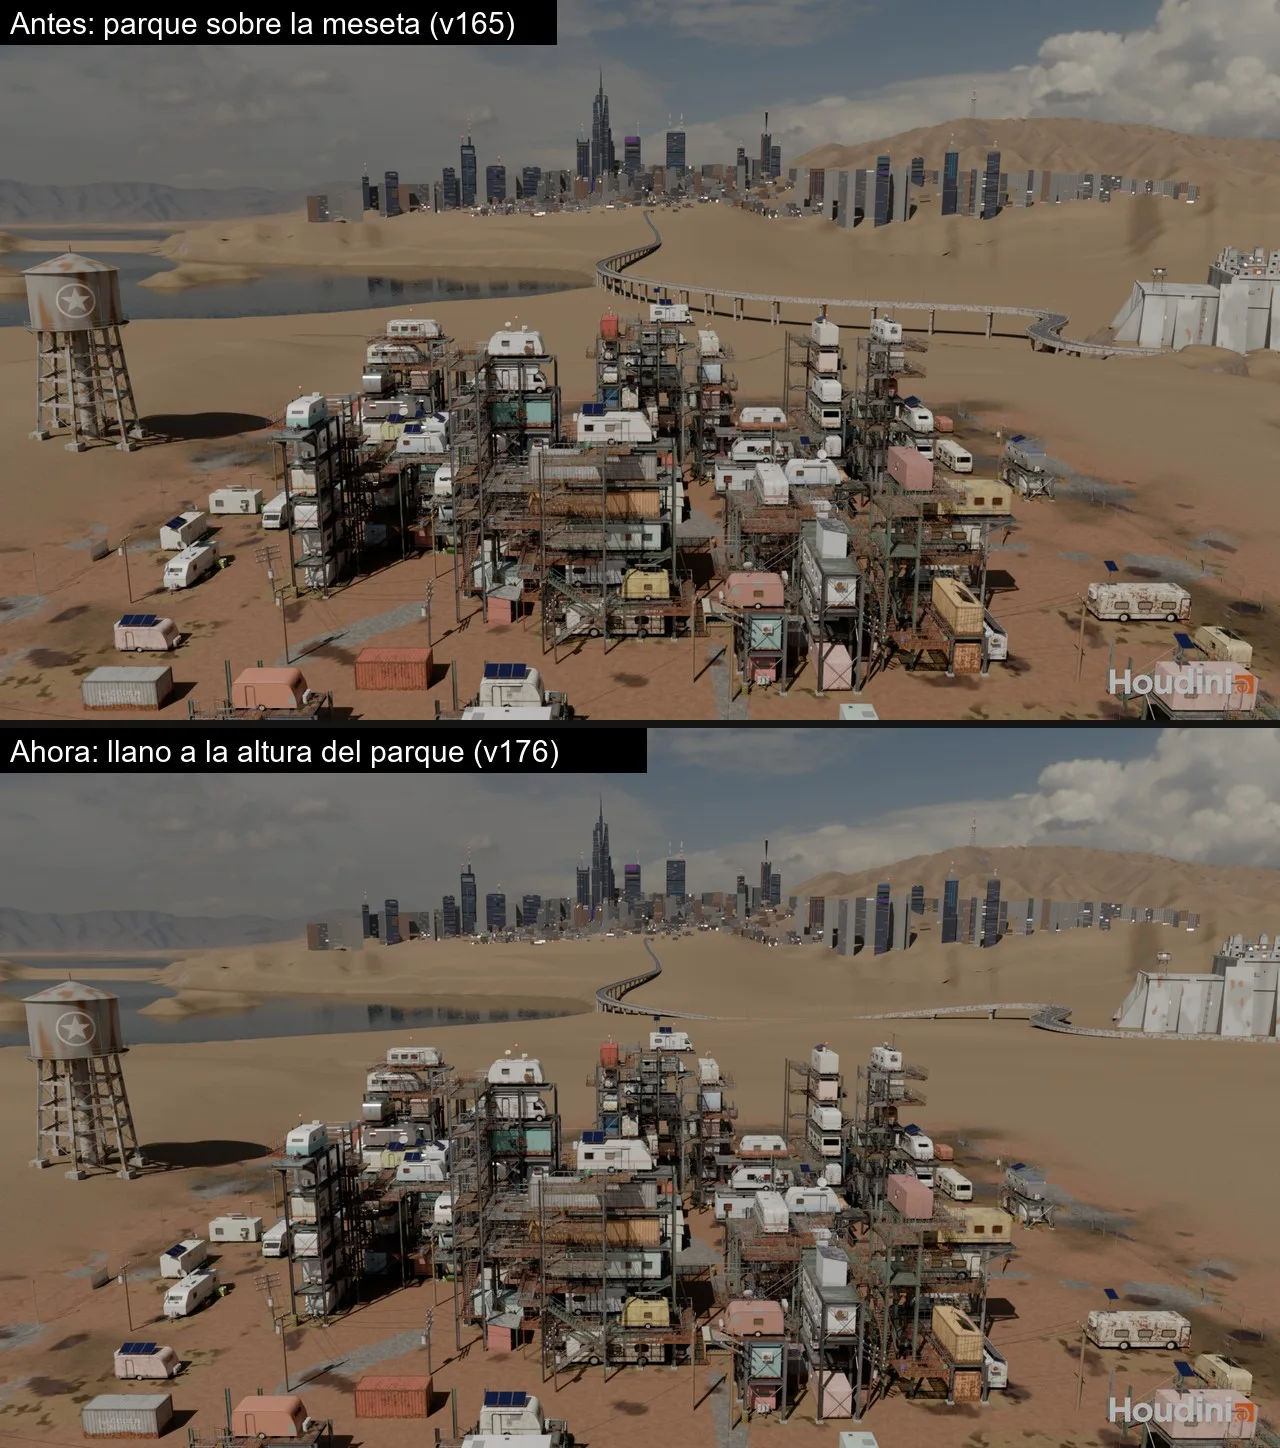 Antes: parque sobre la meseta (v165)
Houdini
Ahora: llano a la altura del parque (v176)
Houdini